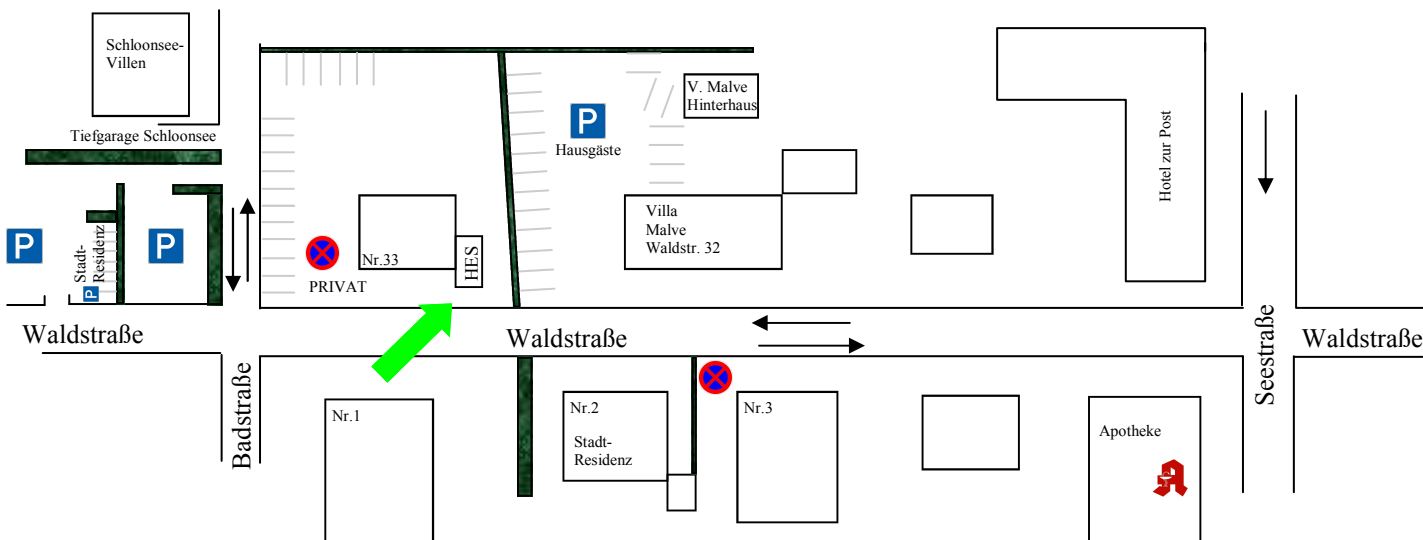 Schloonsee-
Villen
Tiefgarage Schloonsee
P
Stadt-
Residenz
P
P
Nr.33
HES
PRIVAT
P
Hausgäste
V. Malve
Hinterhaus
Villa
Malve
Waldstr. 32
Hotel zur Post
Waldstraße
Waldstraße
Waldstraße
Badstraße
Seestraße
Nr.1
Nr.2
Stadt-
Residenz
Nr.3
Apotheke
A